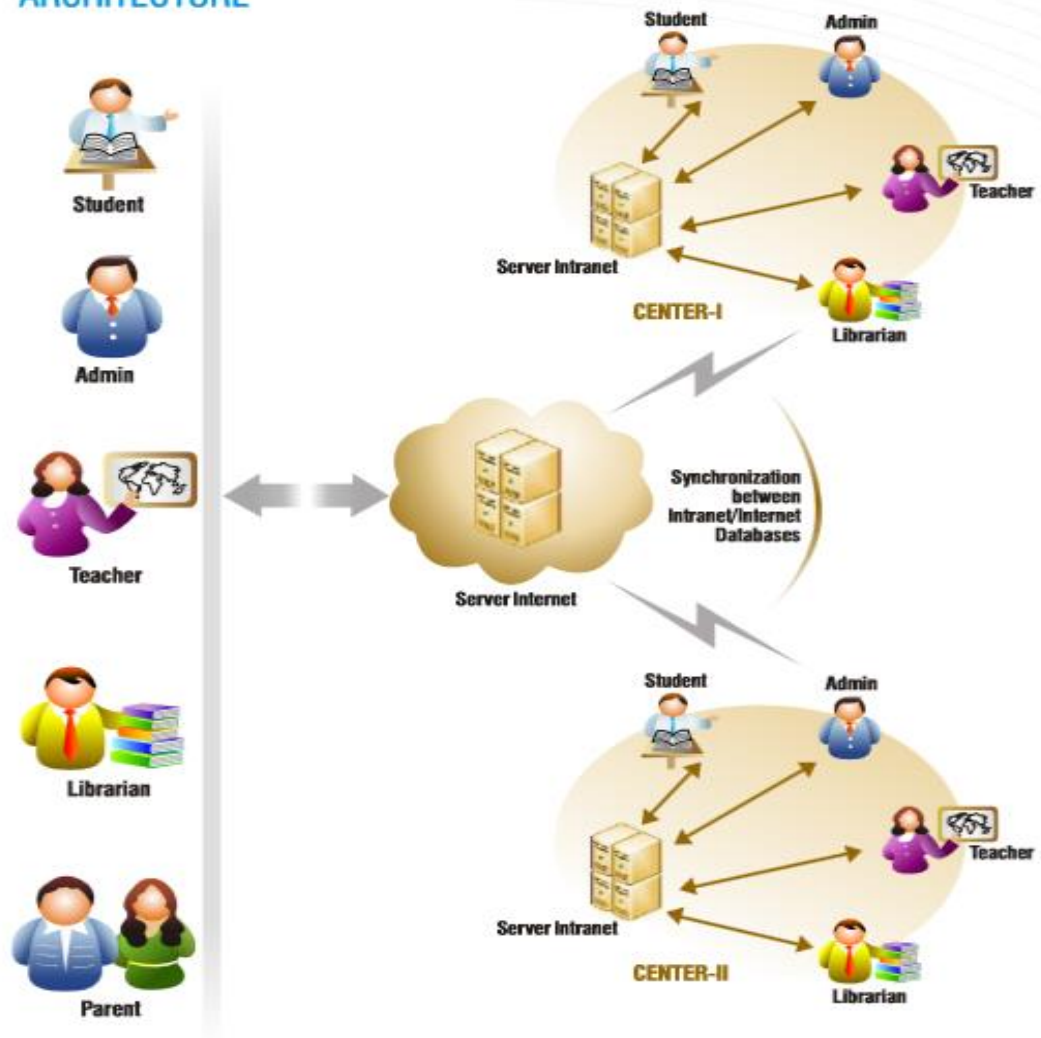 ARCHITECTURE
Student
Admin
Teacher
Librarian
Parent
Server Internet
Synchronization
between
Intranet/Internet
Databases
Student
Admin
Teacher
Librarian
Server Intranet
CENTER-I
Student
Admin
Teacher
Librarian
Server Intranet
CENTER-II